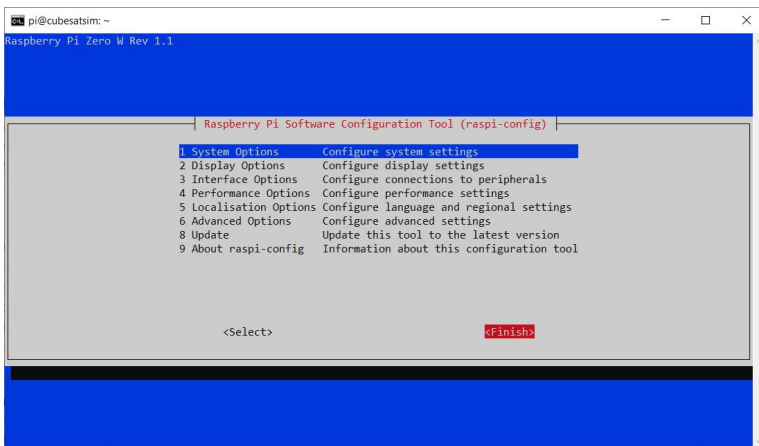 pi@cubesatsim: ~
Raspberry Pi Zero W Rev 1.1
Raspberry Pi Software Configuration Tool (raspi-config)
1 System Options Configure system settings
2 Display Options Configure display settings
3 Interface Options Configure connections to peripherals
4 Performance Options Configure performance settings
5 Localisation Options Configure language and regional settings
6 Advanced Options Configure advanced settings
8 Update Update this tool to the latest version
9 About raspi-config Information about this configuration tool
<Select> <Finish>